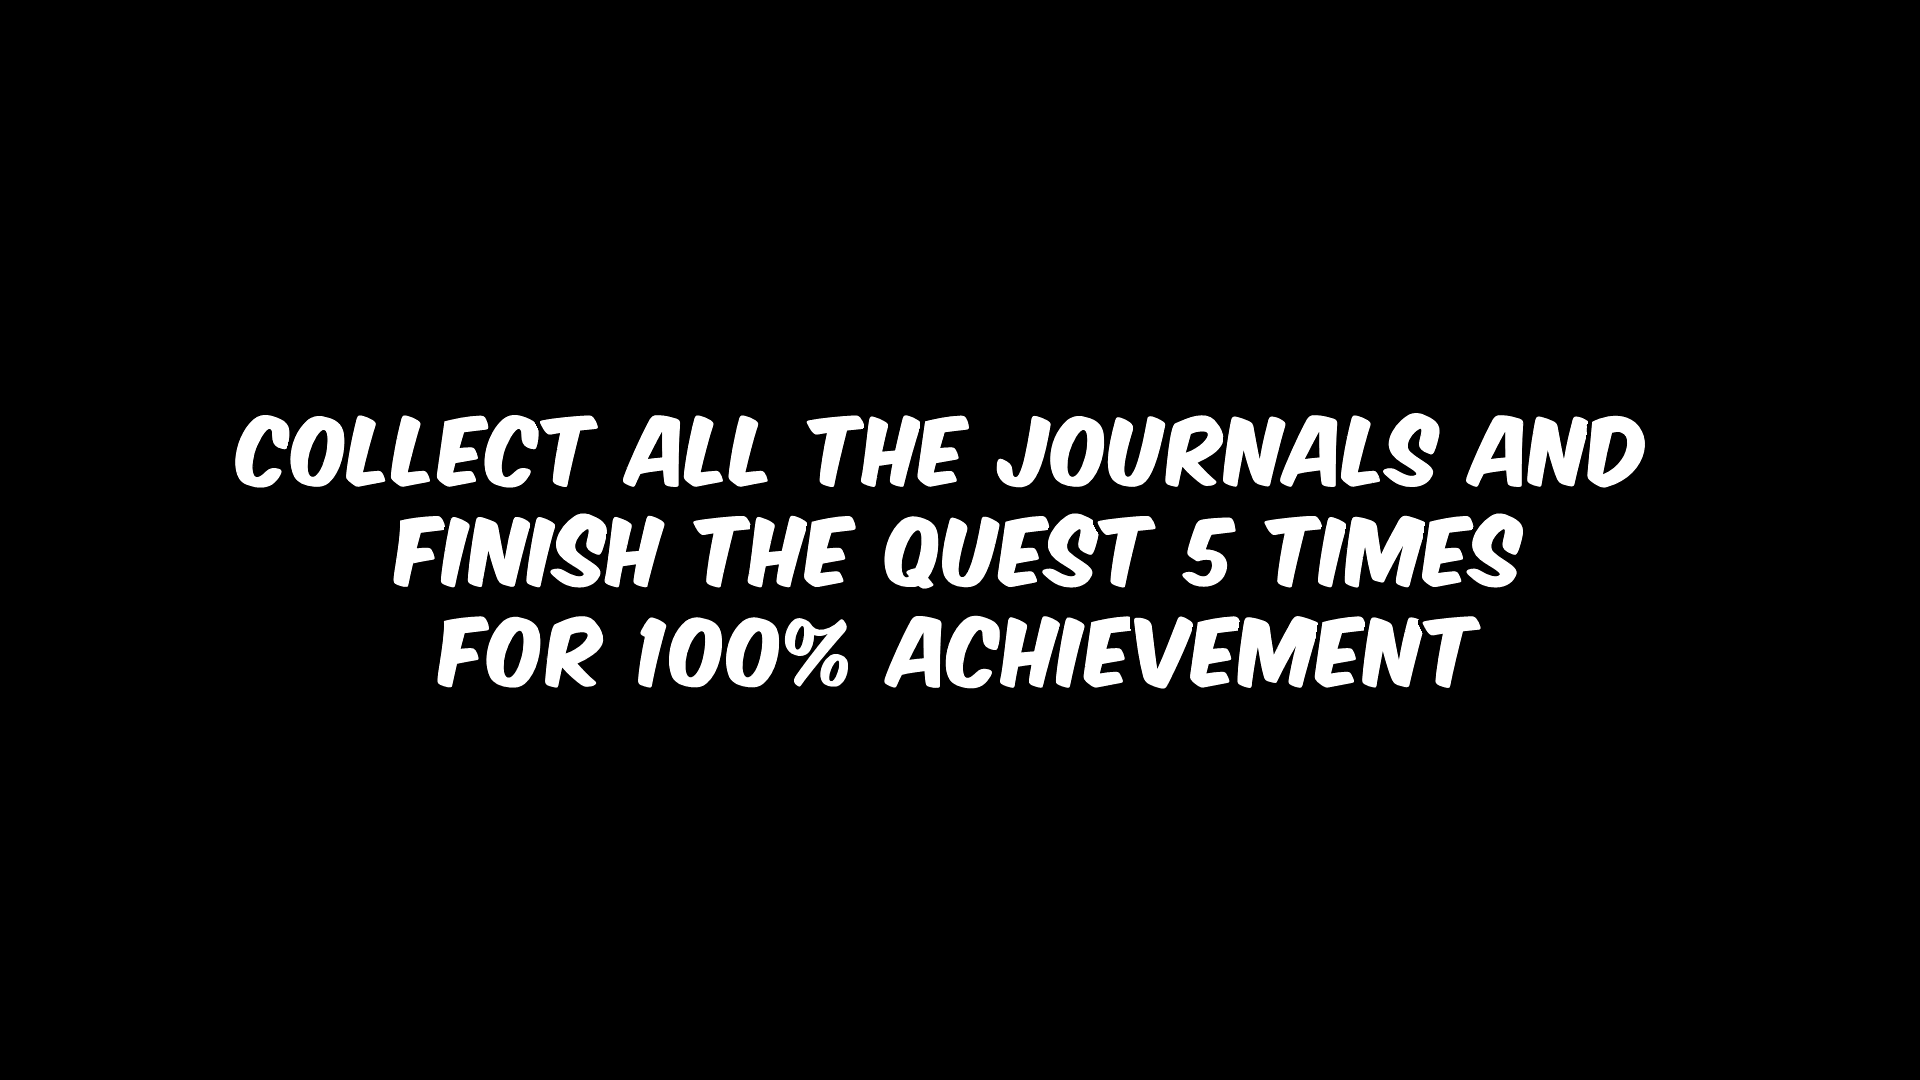 COLLECT ALL THE JOURNALS AND
FINISH THE QUEST 5 TIMES
FOR 100% ACHIEVEMENT